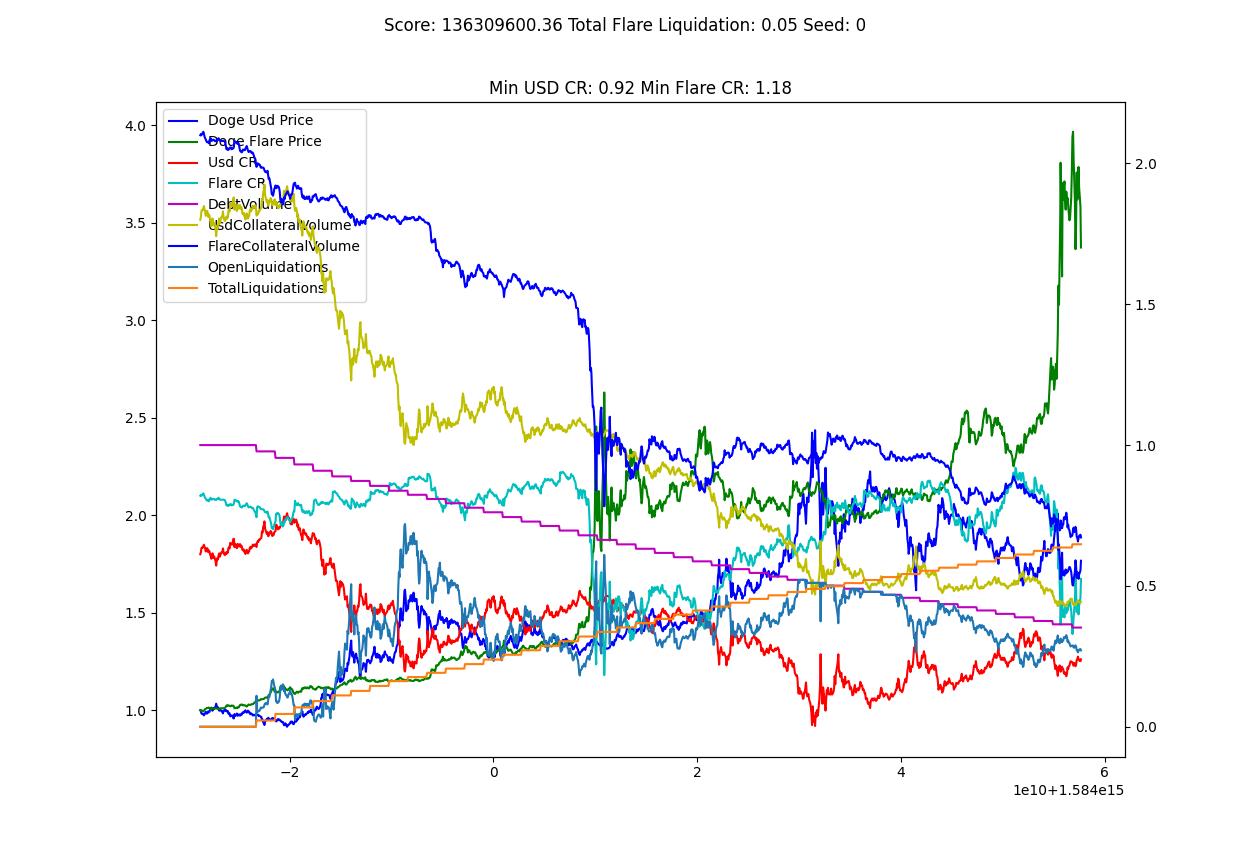 Score: 136309600.36 Total Flare Liquidation: 0.05 Seed: 0
Min USD CR: 0.92 Min Flare CR: 1.18
Doge Usd Price
Doge Flare Price
Usd CR
Flare CR
DebtVolume
UsdCollateralVolume
FlareCollateralVolume
OpenLiquidations
TotalLiquidations
4.0
3.5
3.0
2.5
2.0
1.5
1.0
2.0
1.5
1.0
0.5
0.0
−2 0 2 4 6
1e10+1.584e15